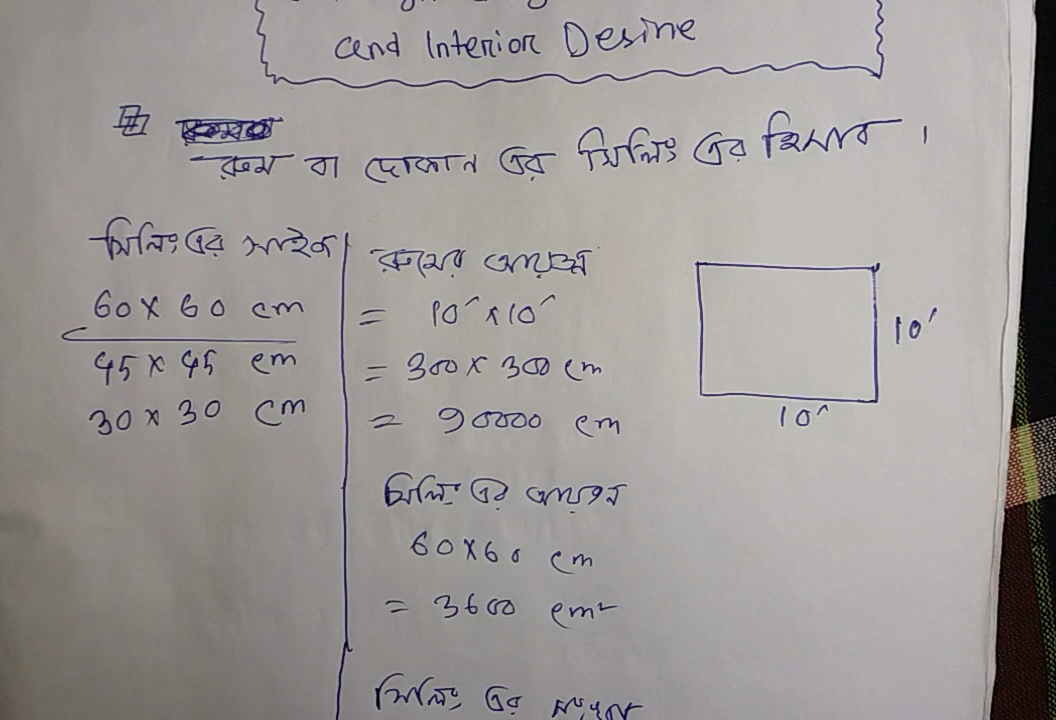 and Interior Desine
রুম বা দোকান এর সিলিং এর হিসাব ।
সিলিং এর সাইজ
60 x 60 cm
45 x 45 cm
30 x 30 cm
রুমের আয়তন
= 10' x 10'
= 300 x 300 cm
= 90000 cm
সিলিং এর আয়তন
60 x 60 cm
= 3600 cm²
সিলিং এর সংখ্যা
10'
10'